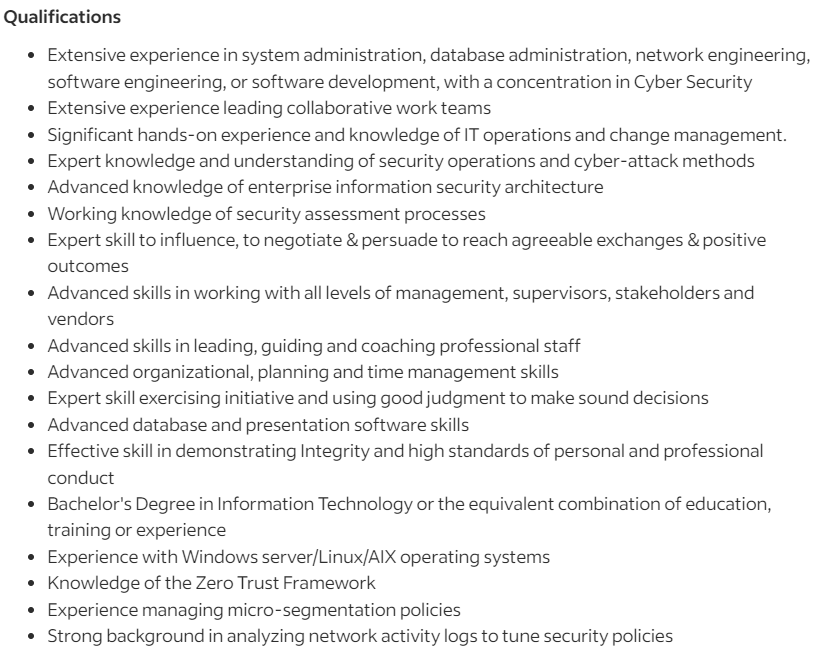 Qualifications
• Extensive experience in system administration, database administration, network engineering,
software engineering, or software development, with a concentration in Cyber Security
• Extensive experience leading collaborative work teams
• Significant hands-on experience and knowledge of IT operations and change management.
• Expert knowledge and understanding of security operations and cyber-attack methods
• Advanced knowledge of enterprise information security architecture
• Working knowledge of security assessment processes
• Expert skill to influence, to negotiate & persuade to reach agreeable exchanges & positive
outcomes
• Advanced skills in working with all levels of management, supervisors, stakeholders and
vendors
• Advanced skills in leading, guiding and coaching professional staff
• Advanced organizational, planning and time management skills
• Expert skill exercising initiative and using good judgment to make sound decisions
• Advanced database and presentation software skills
• Effective skill in demonstrating Integrity and high standards of personal and professional
conduct
• Bachelor's Degree in Information Technology or the equivalent combination of education,
training or experience
• Experience with Windows server/Linux/AIX operating systems
• Knowledge of the Zero Trust Framework
• Experience managing micro-segmentation policies
• Strong background in analyzing network activity logs to tune security policies